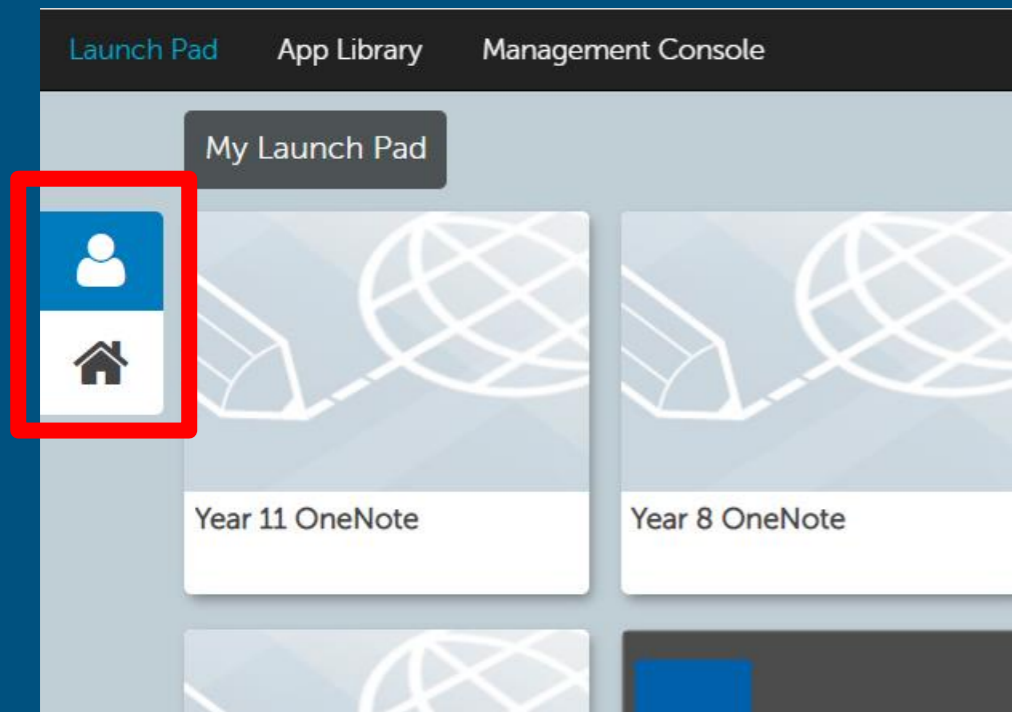 Launch Pad App Library Management Console
My Launch Pad
Year 11 OneNote Year 8 OneNote